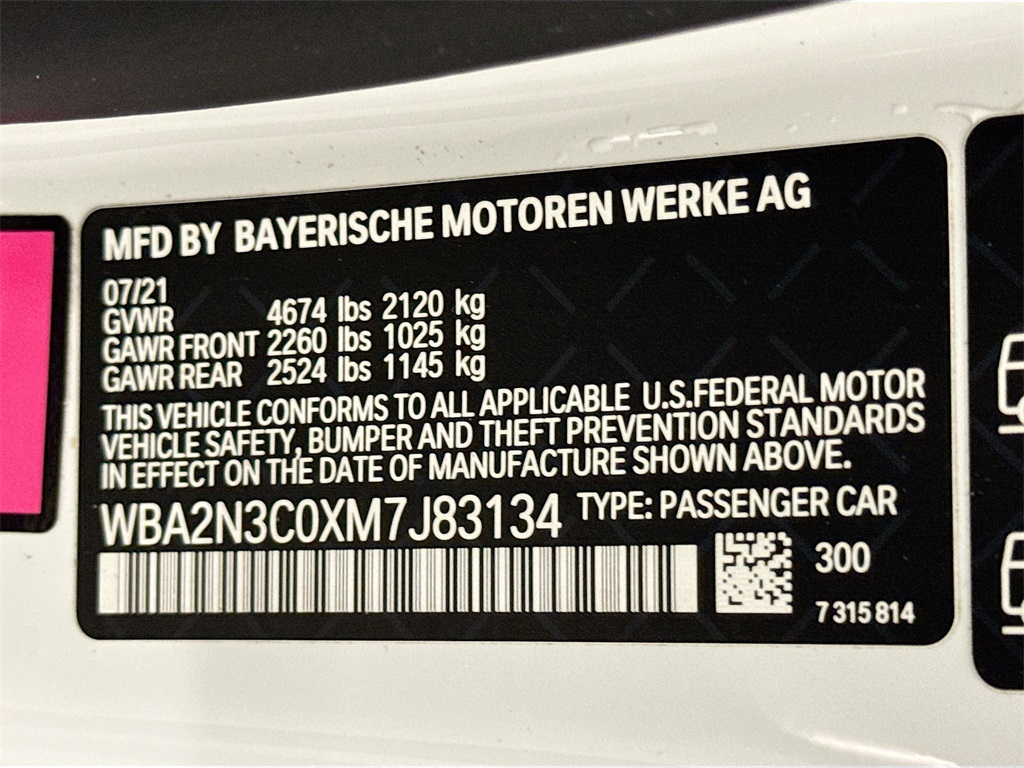 MFD BY BAYERISCHE MOTOREN WERKE AG
07/21
GVWR 4674 lbs 2120 kg
GAWR FRONT 2260 lbs 1025 kg
GAWR REAR 2524 lbs 1145 kg
THIS VEHICLE CONFORMS TO ALL APPLICABLE U.S.FEDERAL MOTOR
VEHICLE SAFETY, BUMPER AND THEFT PREVENTION STANDARDS
IN EFFECT ON THE DATE OF MANUFACTURE SHOWN ABOVE.
WBA2N3C0XM7J83134 TYPE: PASSENGER CAR
300
7 315 814